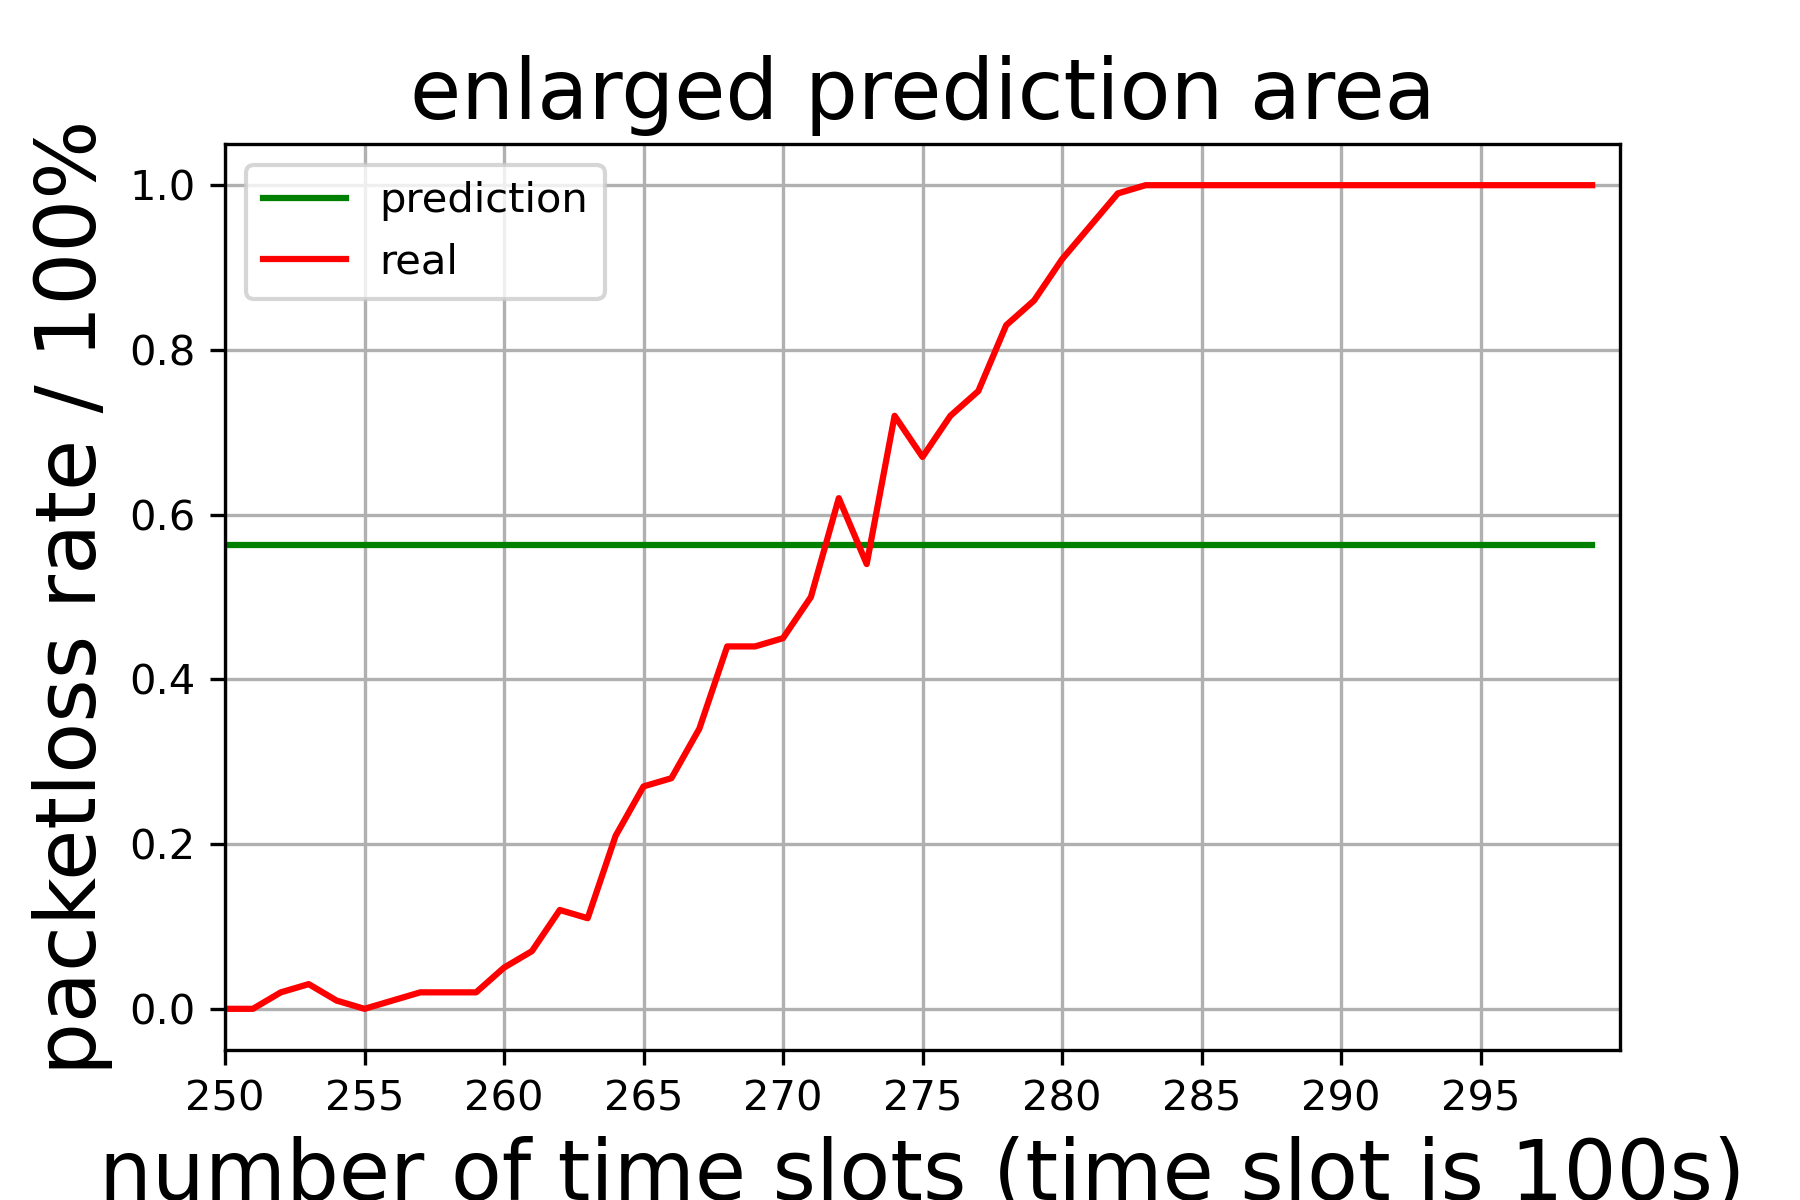 enlarged prediction area
packetloss rate / 100%
1.0
0.8
0.6
0.4
0.2
0.0
prediction
real
250 255 260 265 270 275 280 285 290 295
number of time slots (time slot is 100s)